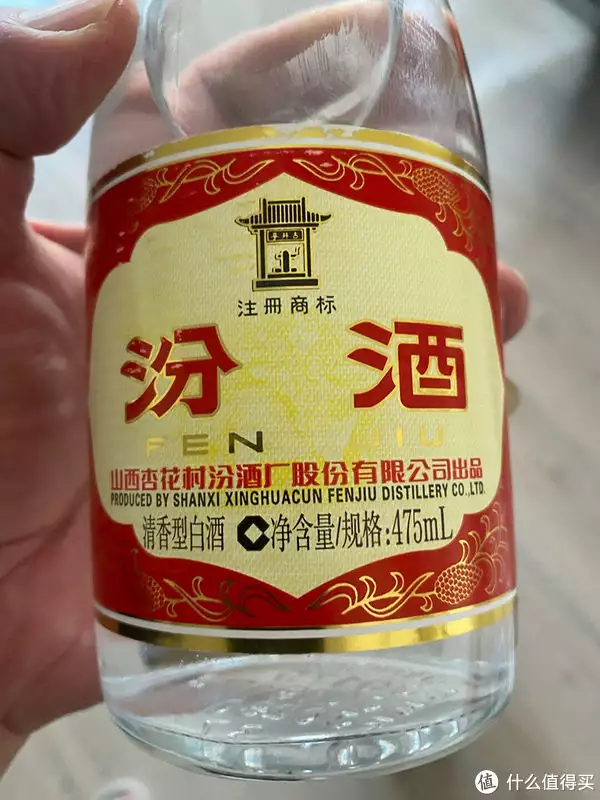 注册商标
汾 酒
FEN JIU
山西杏花村汾酒厂股份有限公司出品
PRODUCED BY SHANXI XINGHUACUN FENJIU DISTILLERY CO.,LTD.
清香型白酒 净含量/规格:475mL
值 什么值得买